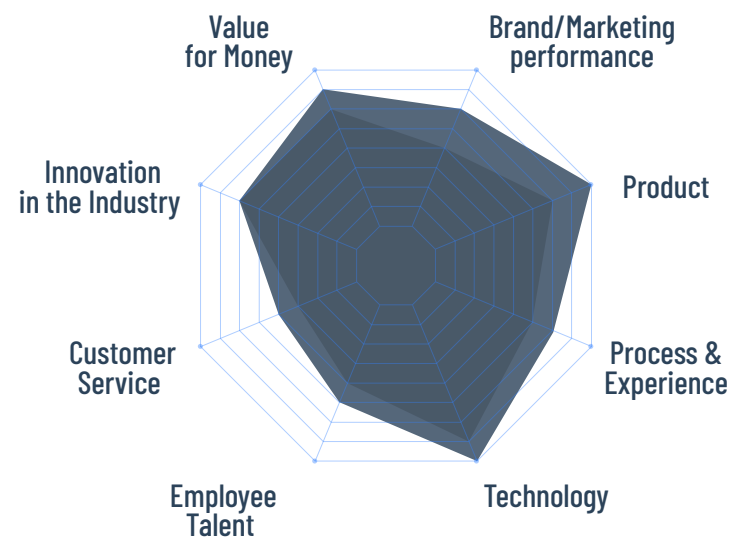 Value
for Money
Brand/Marketing
performance
Innovation
in the Industry
Product
Customer
Service
Process &
Experience
Employee
Talent
Technology